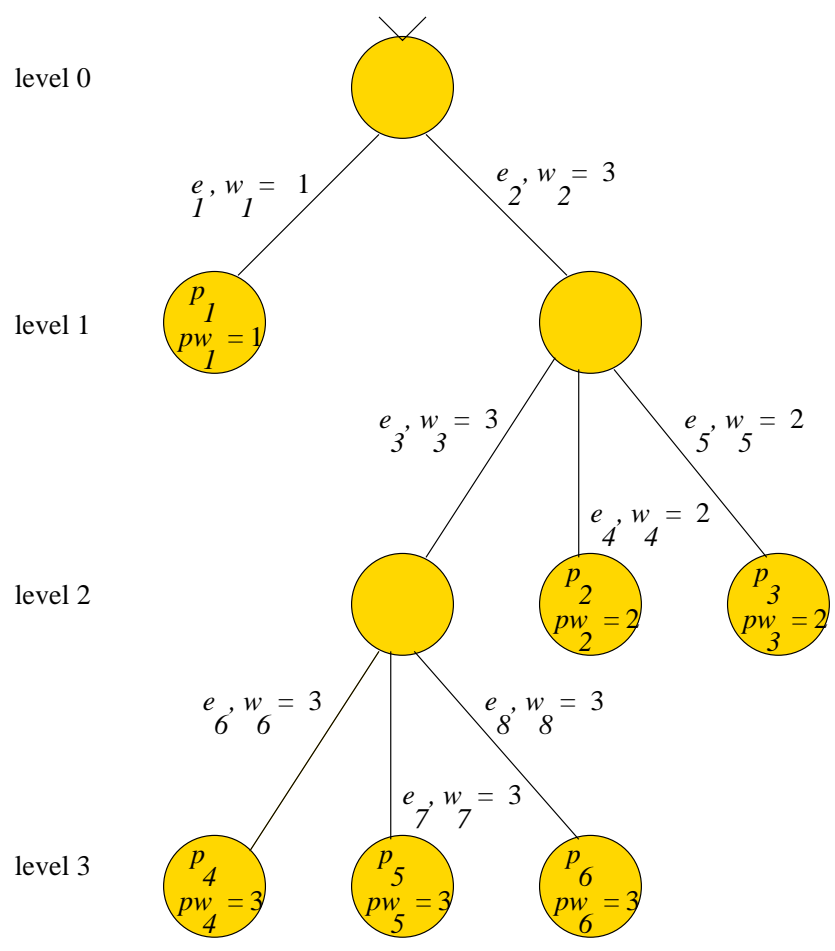 level 0
e1, w1 = 1
e2, w2 = 3
level 1
p1
pw1 = 1
e3, w3 = 3
e5, w5 = 2
e4, w4 = 2
level 2
p2
pw2 = 2
p3
pw3 = 2
e6, w6 = 3
e8, w8 = 3
e7, w7 = 3
level 3
p4
pw4 = 3
p5
pw5 = 3
p6
pw6 = 3